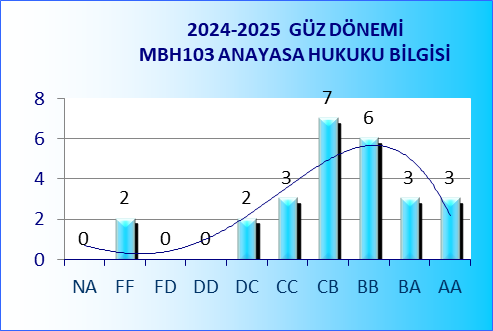 2024-2025 GÜZ DÖNEMİ
MBH103 ANAYASA HUKUKU BİLGİSİ
8
6
4
2
0
0 2 0 0 2 3 7 6 3 3
NA FF FD DD DC CC CB BB BA AA